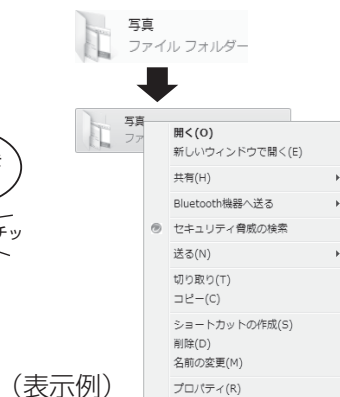 写真
ファイル フォルダー
写真
ファ
開く(O)
新しいウィンドウで開く(E)
共有(H)
Bluetooth機器へ送る
セキュリティ脅威の検索
送る(N)
切り取り(T)
コピー(C)
ショートカットの作成(S)
削除(D)
名前の変更(M)
プロパティ(R)
チッ
(表示例)